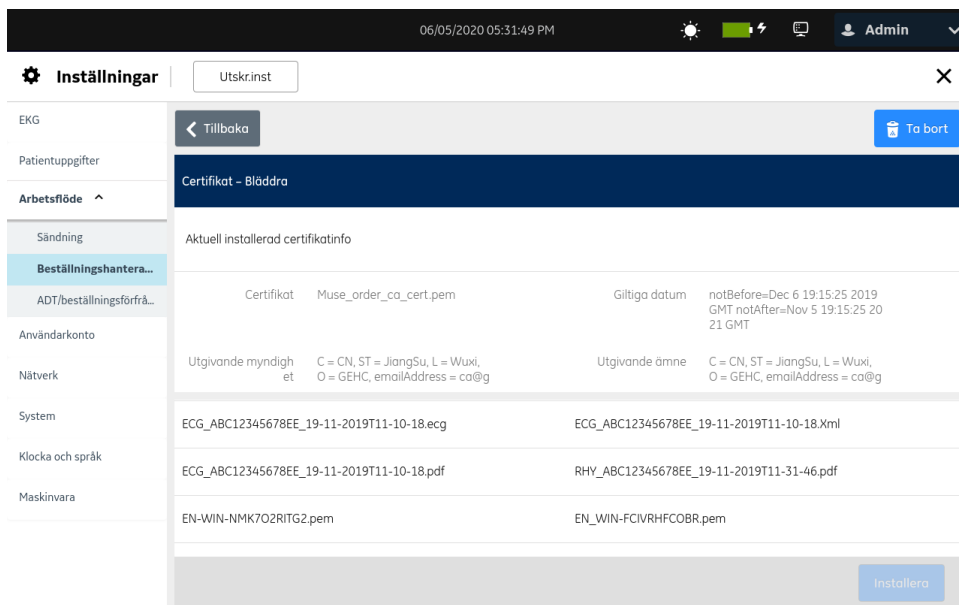 06/05/2020 05:31:49 PM
Admin
Inställningar
Utskr.inst
EKG
Tillbaka
Ta bort
Patientuppgifter
Certifikat – Bläddra
Arbetsflöde
Sändning
Aktuell installerad certifikatinfo
Beställningshantera...
ADT/beställningsförfrå...
Certifikat Muse_order_ca_cert.pem
Giltiga datum notBefore=Dec 6 19:15:25 2019
GMT notAfter=Nov 5 19:15:25 20
21 GMT
Användarkonto
Nätverk
Utgivande myndigh
et
C = CN, ST = JiangSu, L = Wuxi,
O = GEHC, emailAddress = ca@g
Utgivande ämne
C = CN, ST = JiangSu, L = Wuxi,
O = GEHC, emailAddress = ca@g
System
ECG_ABC12345678EE_19-11-2019T11-10-18.ecg
ECG_ABC12345678EE_19-11-2019T11-10-18.Xml
Klocka och språk
ECG_ABC12345678EE_19-11-2019T11-10-18.pdf
RHY_ABC12345678EE_19-11-2019T11-31-46.pdf
Maskinvara
EN-WIN-NMK7O2RITG2.pem
EN_WIN-FCIVRHFCOBR.pem
Installera